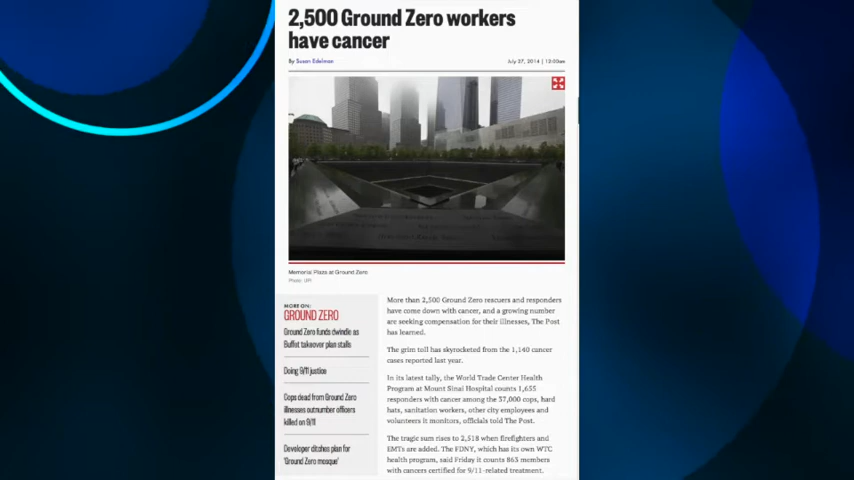 2,500 Ground Zero workers
have cancer
By Susan Edelman
July 27, 2014 | 12:00am
Memorial Plaza at Ground Zero
Photo: UPI
MORE ON:
GROUND ZERO
Ground Zero funds dwindle as
Buffet takeover plan stalls
Doing 9/11 justice
Cops dead from Ground Zero
illnesses outnumber officers
killed on 9/11
Developer ditches plan for
'Ground Zero mosque'
More than 2,500 Ground Zero rescuers and responders
have come down with cancer, and a growing number
are seeking compensation for their illnesses, The Post
has learned.
The grim toll has skyrocketed from the 1,140 cancer
cases reported last year.
In its latest tally, the World Trade Center Health
Program at Mount Sinai Hospital counts 1,655
responders with cancer among the 37,000 cops, hard
hats, sanitation workers, other city employees and
volunteers it monitors, officials told The Post.
The tragic sum rises to 2,518 when firefighters and
EMTs are added. The FDNY, which has its own WTC
health program, said Friday it counts 863 members
with cancers certified for 9/11-related treatment.